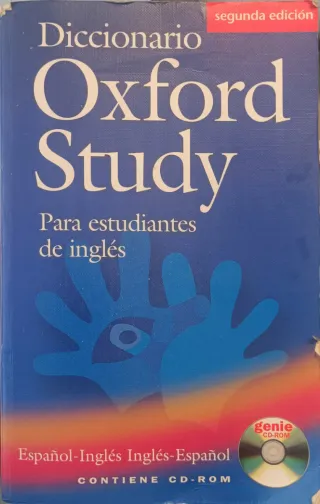 segunda edición
Diccionario
Oxford
Study
Para estudiantes
de inglés
genie
CD-ROM
Español-Inglés Inglés-Español
CONTIENE CD-ROM